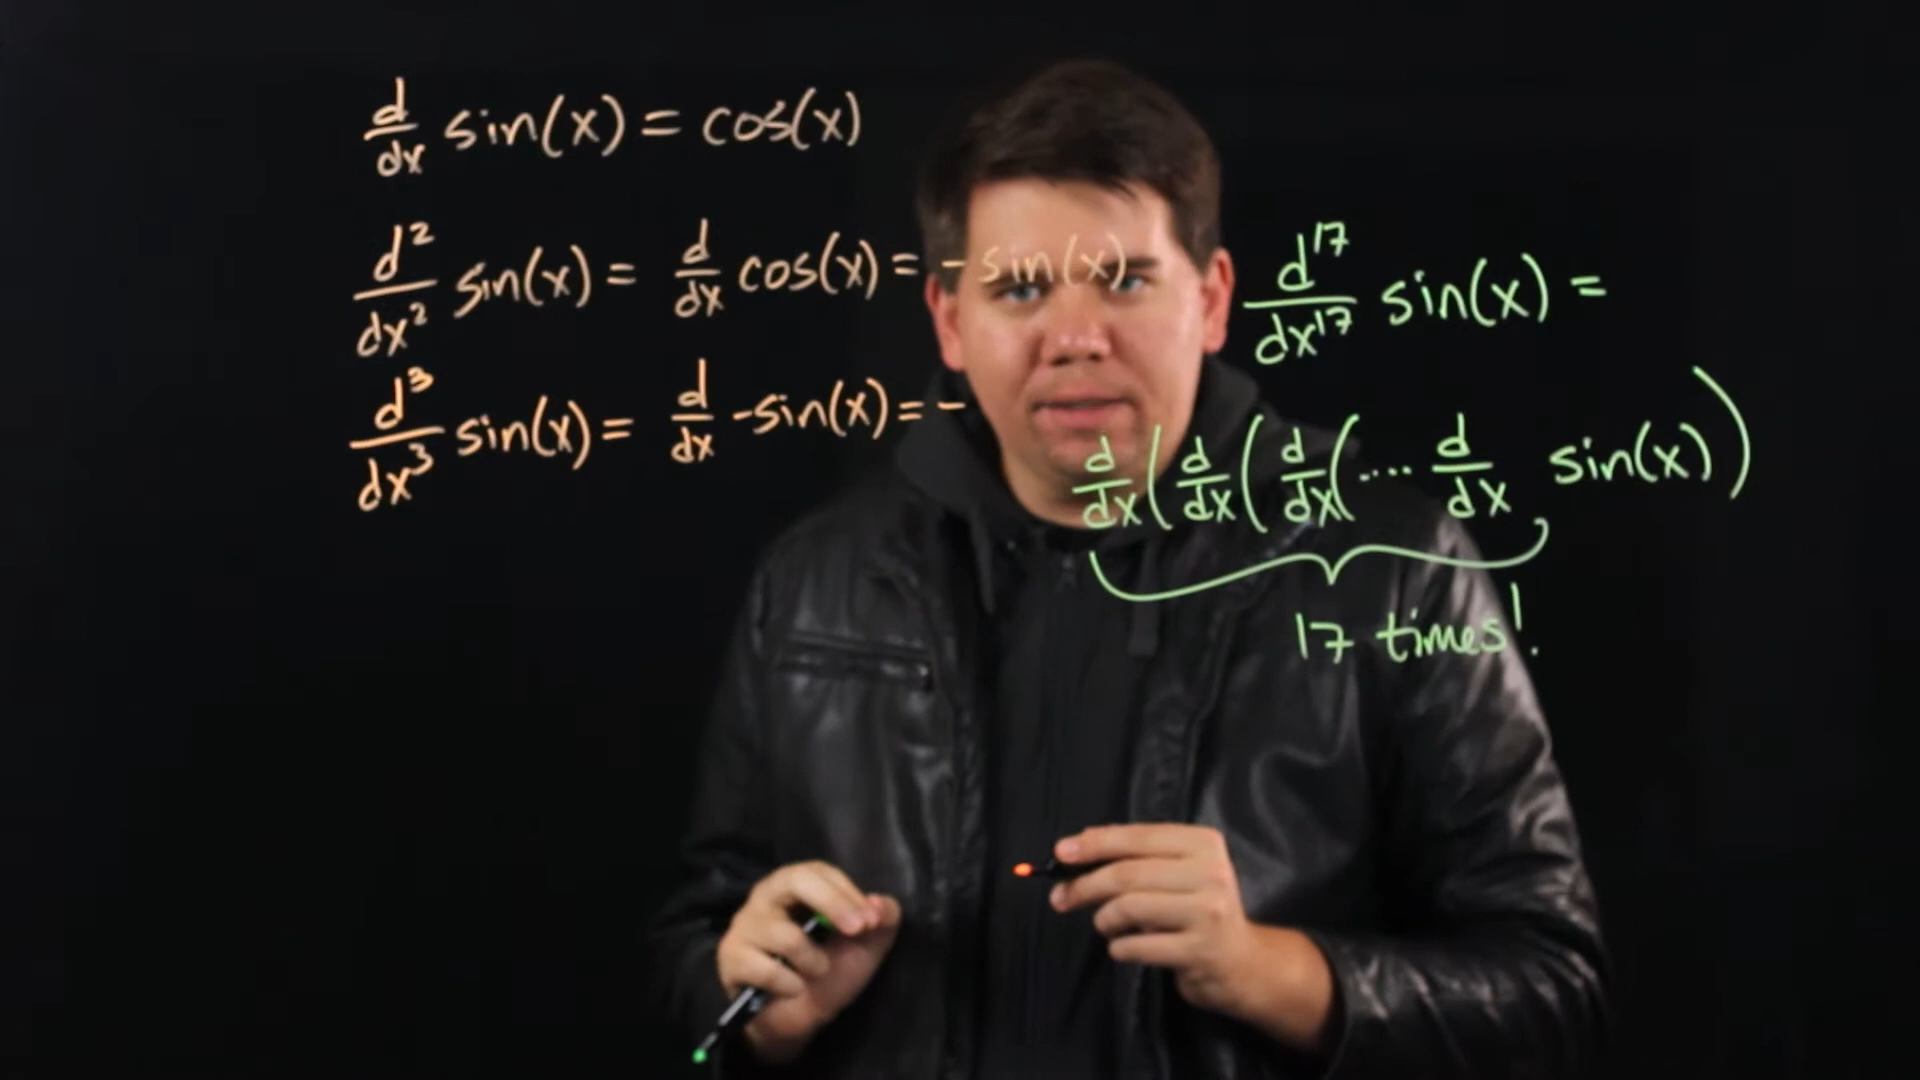 d/dx sin(x) = cos(x)
d²/dx² sin(x) = d/dx cos(x) = -sin(x)
d³/dx³ sin(x) = d/dx -sin(x) = -
d¹⁷/dx¹⁷ sin(x) =
d/dx(d/dx(d/dx(.... d/dx sin(x))
17 times!